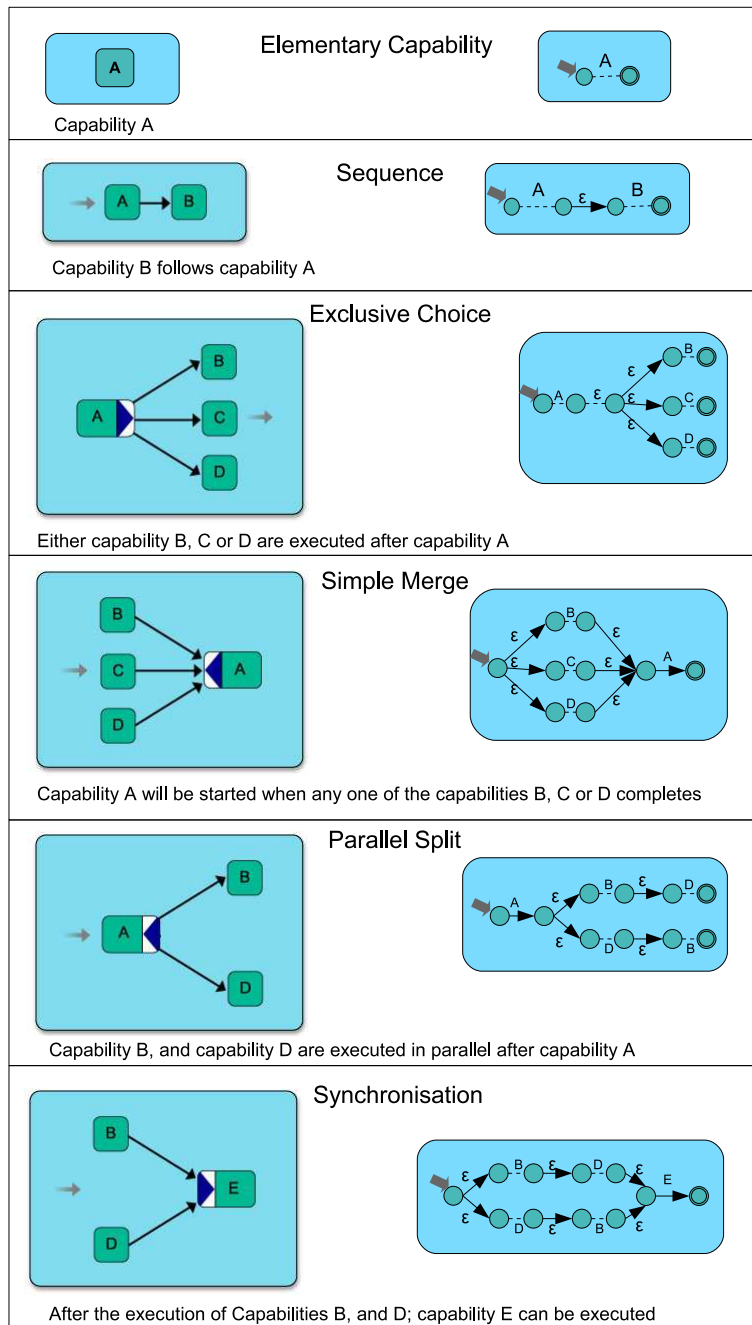 Elementary Capability
A
A
Capability A
Sequence
A B
A ε B
Capability B follows capability A
Exclusive Choice
B
A C
D
ε B
A ε ε C
ε D
Either capability B, C or D are executed after capability A
Simple Merge
B
C A
D
ε B ε
ε C ε A
ε D ε
Capability A will be started when any one of the capabilities B, C or D completes
Parallel Split
B
A
D
A ε B ε D
ε D ε B
Capability B, and capability D are executed in parallel after capability A
Synchronisation
B
E
D
ε B ε D ε
E
ε D ε B ε
After the execution of Capabilities B, and D; capability E can be executed